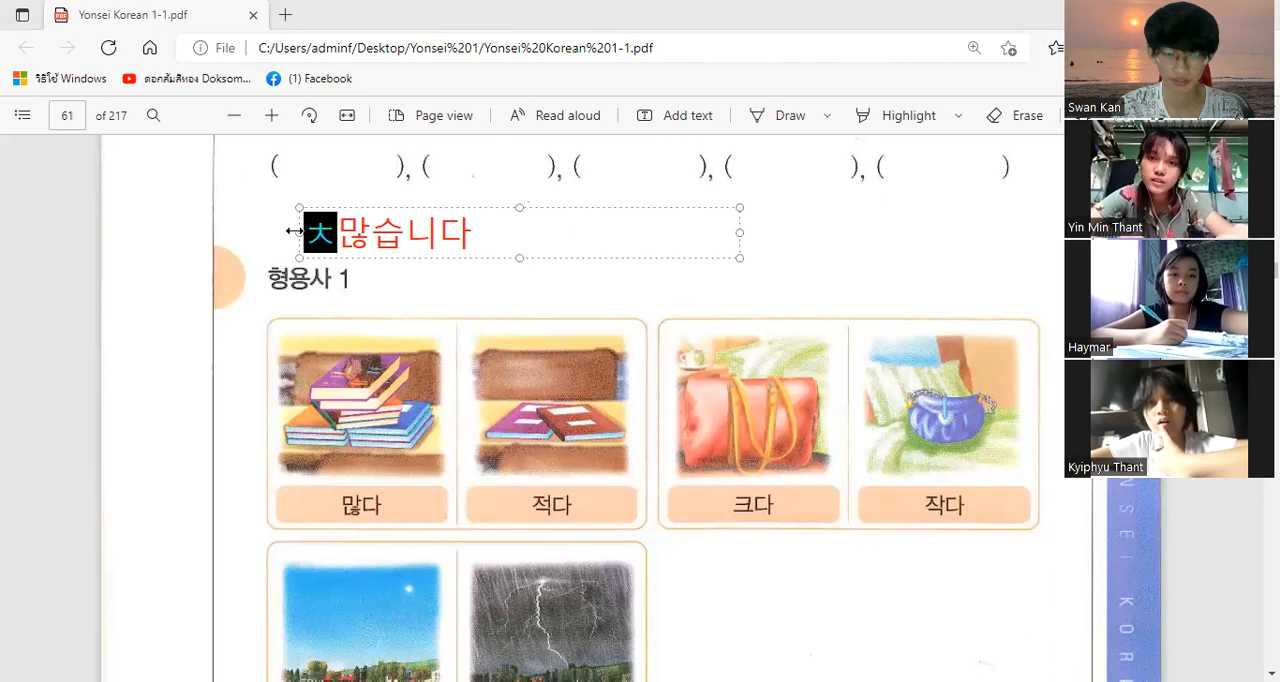 Yonsei Korean 1-1.pdf
File C:/Users/adminf/Desktop/Yonsei%201/Yonsei%20Korean%201-1.pdf
วิธีใช้ Windows ดอกส้มสีทอง Doksom... (1) Facebook
61 of 217 Page view Read aloud Add text Draw Highlight Erase
( ), ( ), ( ), ( ), ( )
ㅊ많습니다
형용사 1
많다 적다 크다 작다
NSEI KOR
Swan Kan
Yin Min Thant
Haymar
Kyiphyu Thant